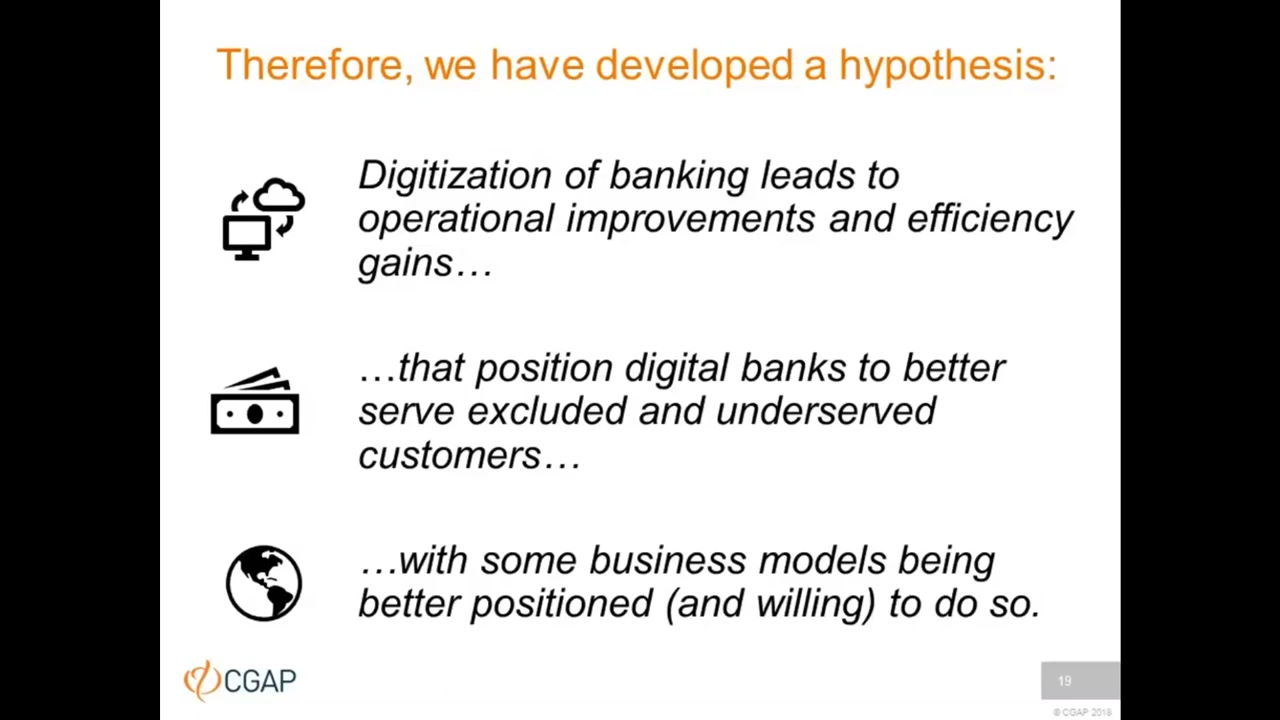 Therefore, we have developed a hypothesis:
Digitization of banking leads to
operational improvements and efficiency
gains…
…that position digital banks to better
serve excluded and underserved
customers…
…with some business models being
better positioned (and willing) to do so.
CGAP
19
© CGAP 2018